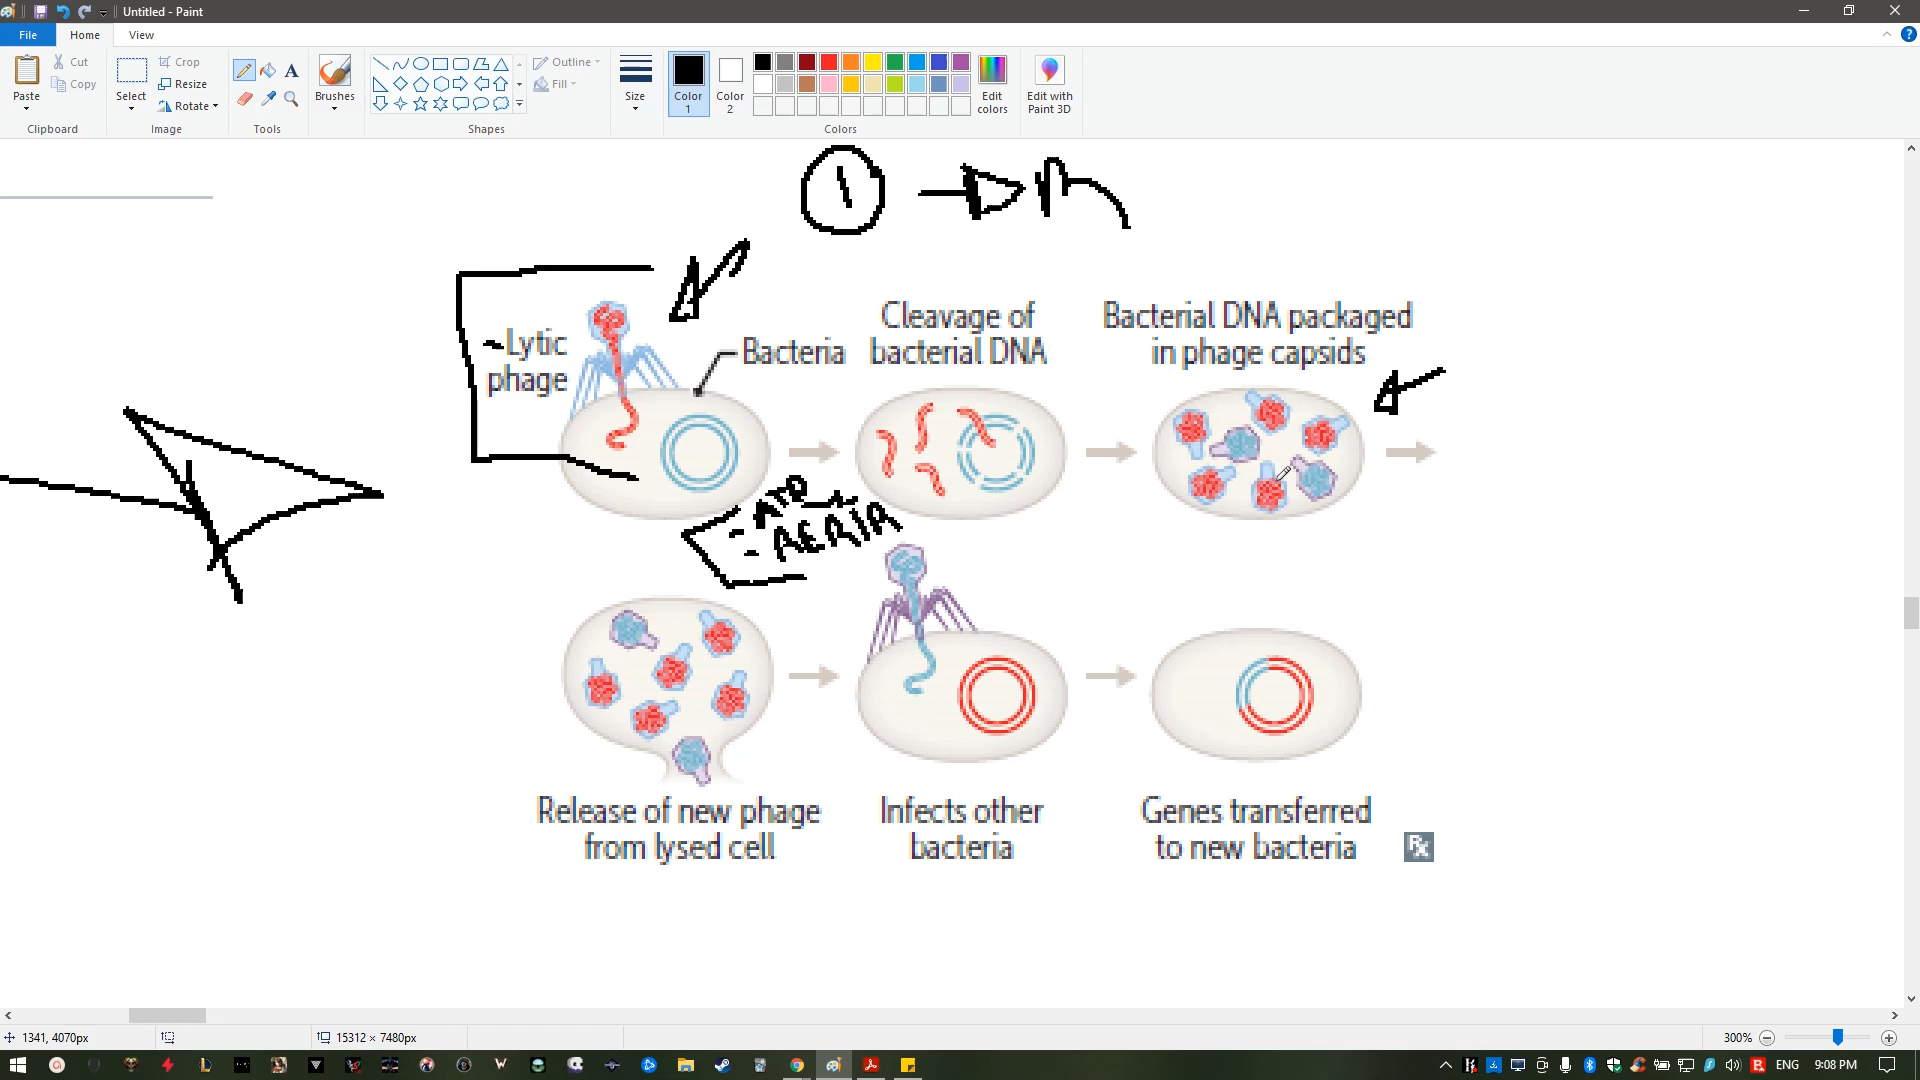 Untitled - Paint
File Home View
Paste
Cut
Copy
Clipboard
Select
Crop
Resize
Rotate
Image
Tools
Brushes
Outline
Fill
Shapes
Size
Color 1
Color 2
Edit colors
Edit with Paint 3D
Colors
1
~Lytic
phage
Bacteria
Cleavage of
bacterial DNA
Bacterial DNA packaged
in phage capsids
Release of new phage
from lysed cell
Infects other
bacteria
Genes transferred
to new bacteria
Rx
1341, 4070px
15312 × 7480px
300%
ENG
9:08 PM